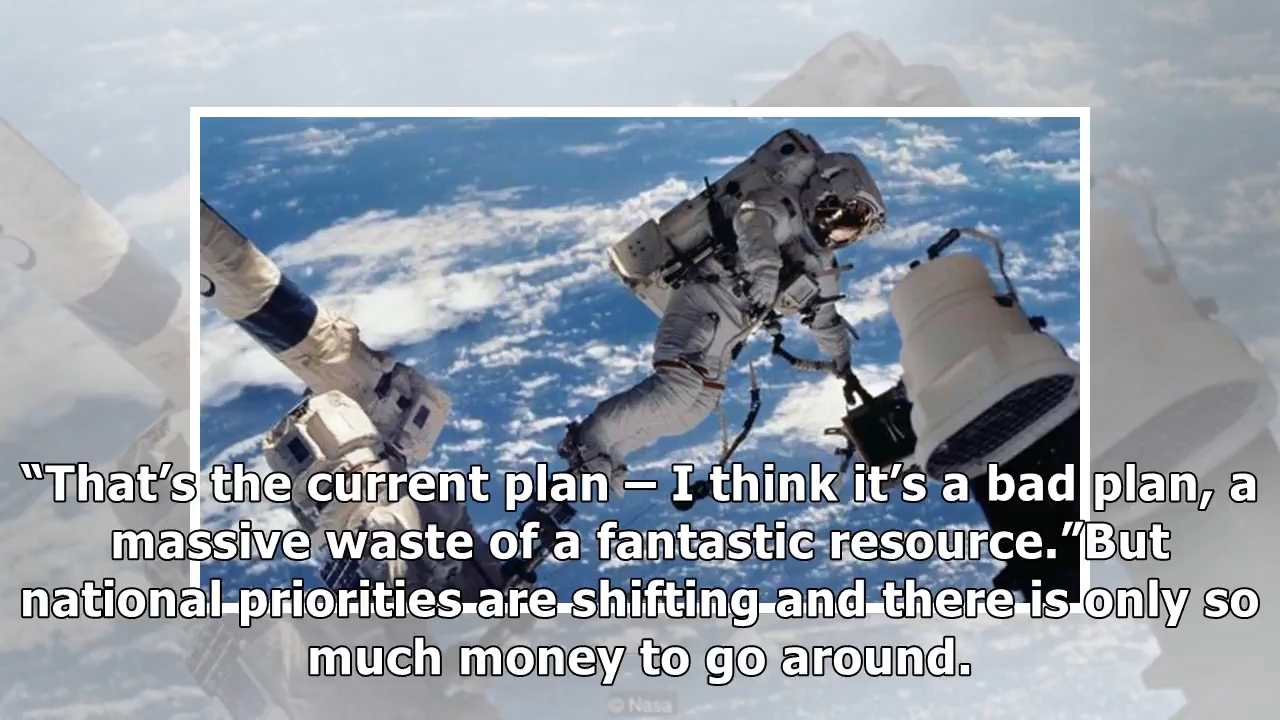 “That’s the current plan – I think it’s a bad plan, a
massive waste of a fantastic resource.”But
national priorities are shifting and there is only so
much money to go around.
© Nasa